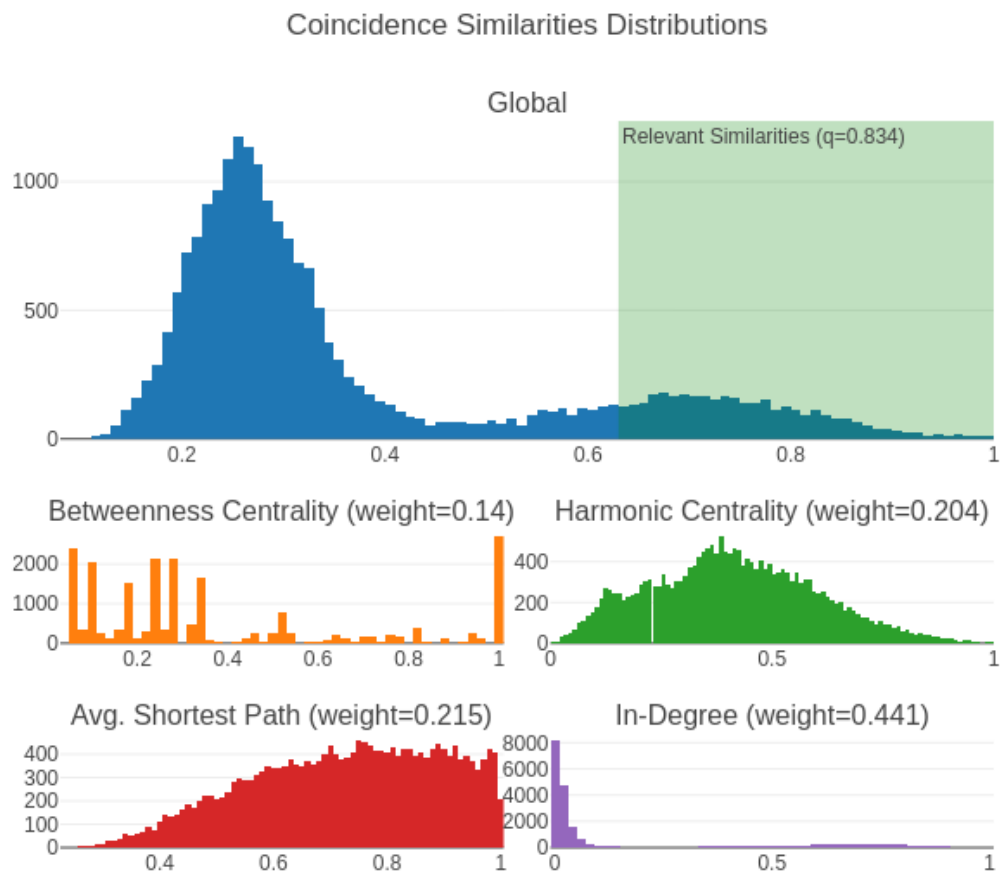 Coincidence Similarities Distributions
Global
Relevant Similarities (q=0.834)
1000
500
0
0.2 0.4 0.6 0.8 1
Betweenness Centrality (weight=0.14) Harmonic Centrality (weight=0.204)
2000
1000
0
0.2 0.4 0.6 0.8 1
400
200
0
0 0.5 1
Avg. Shortest Path (weight=0.215) In-Degree (weight=0.441)
400
300
200
100
0
0.4 0.6 0.8 1
8000
6000
4000
2000
0
0 0.5 1